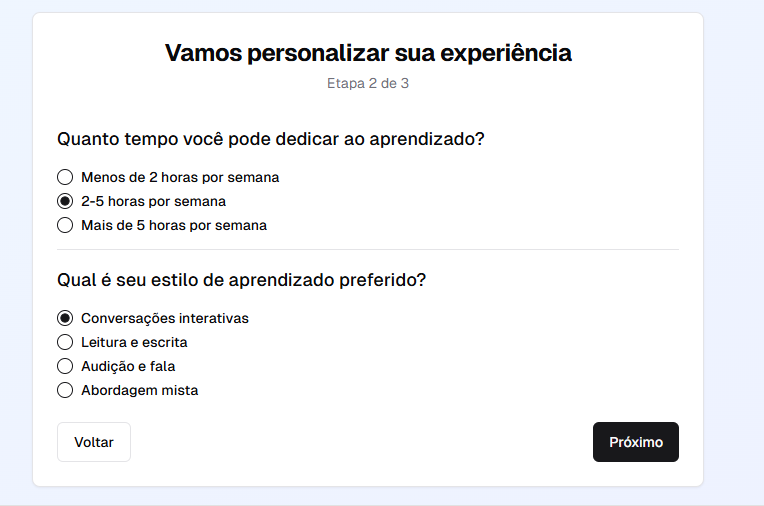 Vamos personalizar sua experiência
Etapa 2 de 3
Quanto tempo você pode dedicar ao aprendizado?
Menos de 2 horas por semana
2-5 horas por semana
Mais de 5 horas por semana
Qual é seu estilo de aprendizado preferido?
Conversações interativas
Leitura e escrita
Audição e fala
Abordagem mista
Voltar
Próximo